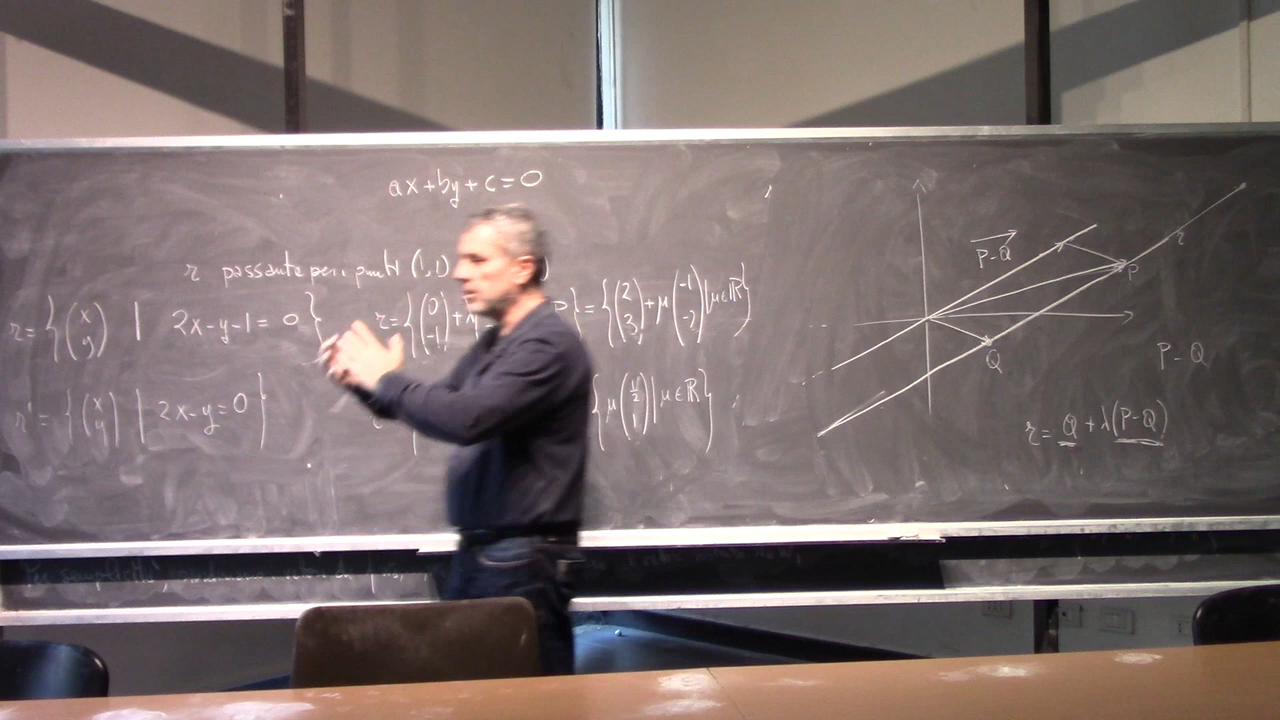 ax+by+c=0
r passante per i punti (1,1)
r={(x y) | 2x-y-1=0} r={(0 -1)+λ }={(2 3)+μ(-1 -2)|μ∈ℝ}
r'={(x y) | 2x-y=0} {μ(1/2 1)|μ∈ℝ}
P-Q
r
P
Q
P-Q
r=Q+λ(P-Q)